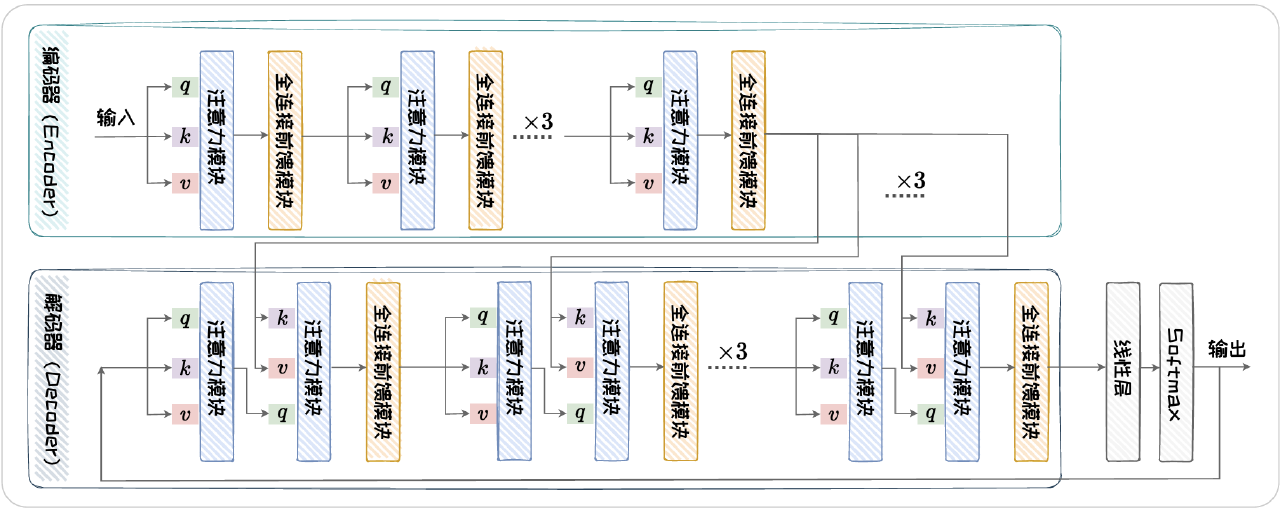 编码器（Encoder）
输入
q
k
v
注意力模块
全连接前馈模块
q
k
v
注意力模块
全连接前馈模块
×3
q
k
v
注意力模块
全连接前馈模块
×3
解码器（Decoder）
q
k
v
注意力模块
k
v
q
注意力模块
全连接前馈模块
q
k
v
注意力模块
k
v
q
注意力模块
全连接前馈模块
×3
q
k
v
注意力模块
k
v
q
注意力模块
全连接前馈模块
线性层
Softmax
输出